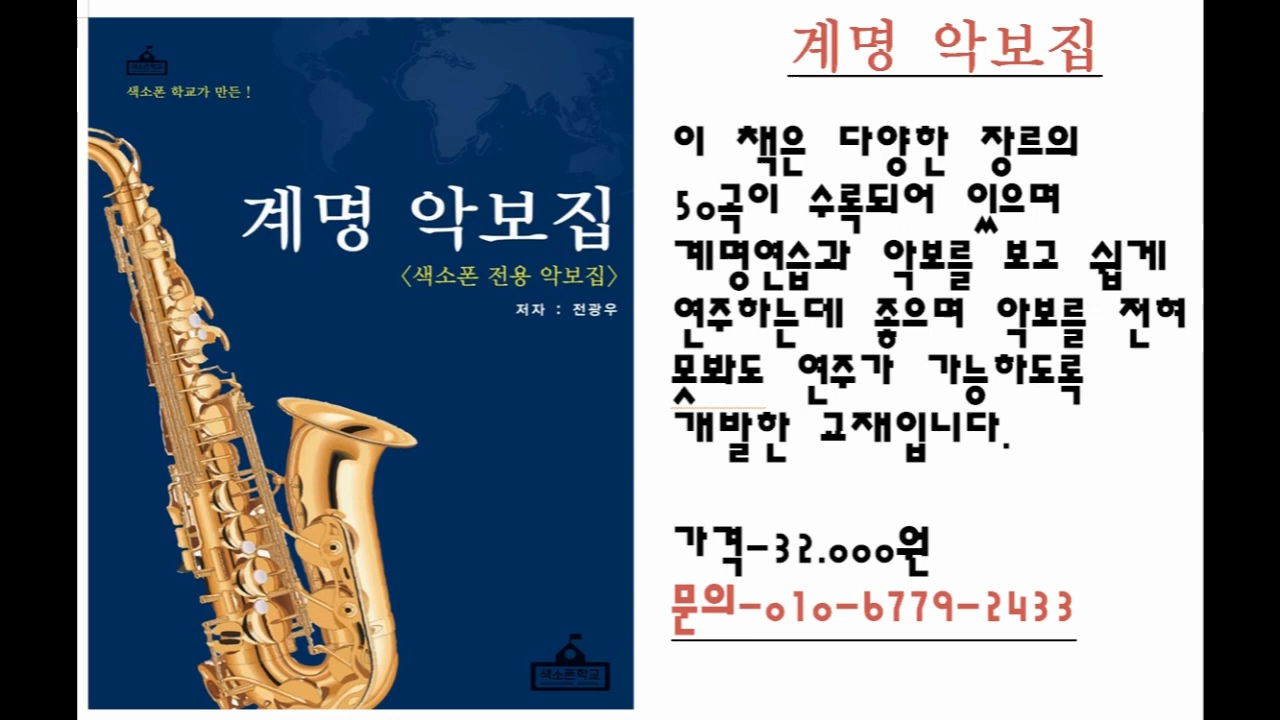 색소폰학교
색소폰 학교가 만든 !
계명 악보집
<색소폰 전용 악보집>
저자 : 전광우
색소폰학교
계명 악보집
이 책은 다양한 장르의
50곡이 수록되어 있으며
계명연습과 악보를 보고 쉽게
연주하는데 좋으며 악보를 전혀
못봐도 연주가 가능하도록
개발한 교재입니다.
가격-32.000원
문의-010-6779-2433